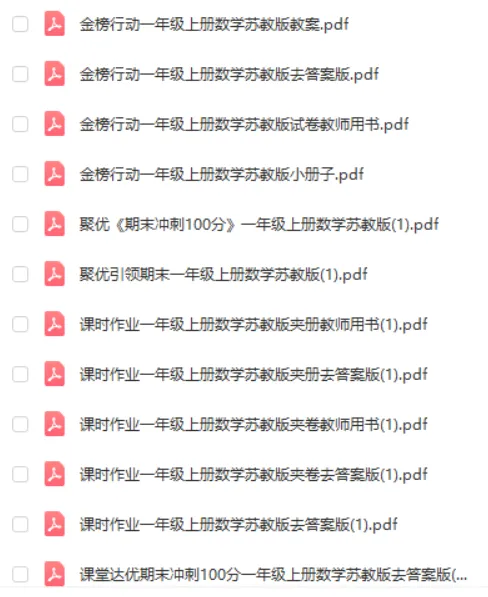 金榜行动一年级上册数学苏教版教案.pdf
金榜行动一年级上册数学苏教版去答案版.pdf
金榜行动一年级上册数学苏教版试卷教师用书.pdf
金榜行动一年级上册数学苏教版小册子.pdf
聚优《期末冲刺100分》一年级上册数学苏教版(1).pdf
聚优引领期末一年级上册数学苏教版(1).pdf
课时作业一年级上册数学苏教版夹册教师用书(1).pdf
课时作业一年级上册数学苏教版夹册去答案版(1).pdf
课时作业一年级上册数学苏教版夹卷教师用书(1).pdf
课时作业一年级上册数学苏教版夹卷去答案版(1).pdf
课时作业一年级上册数学苏教版去答案版(1).pdf
课堂达优期末冲刺100分一年级上册数学苏教版去答案版(...